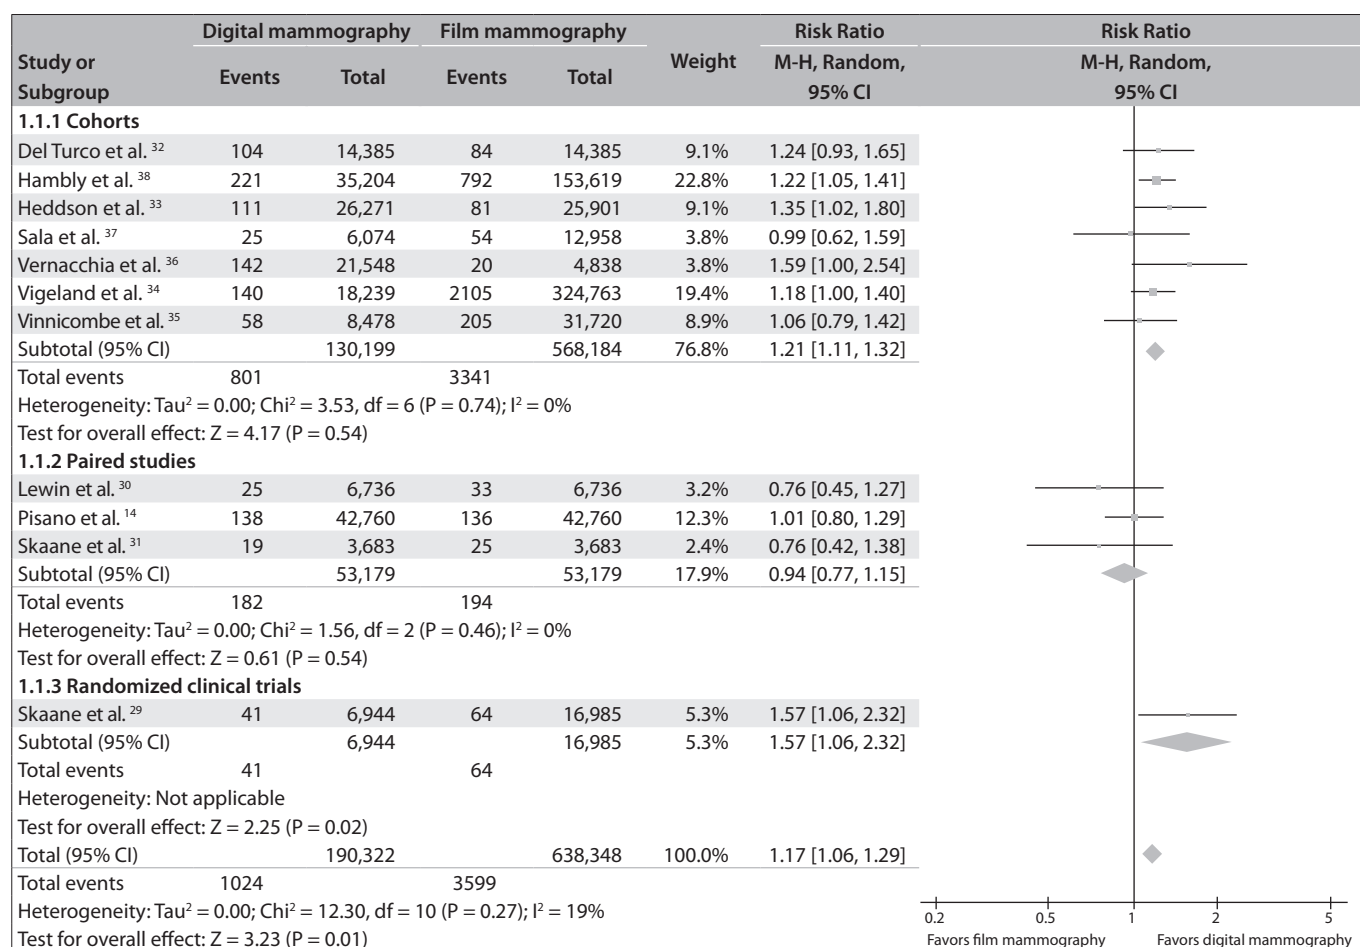 Digital mammography Film mammography Risk Ratio Risk Ratio
Study or Subgroup Events Total Events Total Weight M-H, Random, 95% CI M-H, Random, 95% CI
1.1.1 Cohorts
Del Turco et al. 32 104 14,385 84 14,385 9.1% 1.24 [0.93, 1.65]
Hambly et al. 38 221 35,204 792 153,619 22.8% 1.22 [1.05, 1.41]
Heddson et al. 33 111 26,271 81 25,901 9.1% 1.35 [1.02, 1.80]
Sala et al. 37 25 6,074 54 12,958 3.8% 0.99 [0.62, 1.59]
Vernacchia et al. 36 142 21,548 20 4,838 3.8% 1.59 [1.00, 2.54]
Vigeland et al. 34 140 18,239 2105 324,763 19.4% 1.18 [1.00, 1.40]
Vinnicombe et al. 35 58 8,478 205 31,720 8.9% 1.06 [0.79, 1.42]
Subtotal (95% CI) 130,199 568,184 76.8% 1.21 [1.11, 1.32]
Total events 801 3341
Heterogeneity: Tau² = 0.00; Chi² = 3.53, df = 6 (P = 0.74); I² = 0%
Test for overall effect: Z = 4.17 (P = 0.54)
1.1.2 Paired studies
Lewin et al. 30 25 6,736 33 6,736 3.2% 0.76 [0.45, 1.27]
Pisano et al. 14 138 42,760 136 42,760 12.3% 1.01 [0.80, 1.29]
Skaane et al. 31 19 3,683 25 3,683 2.4% 0.76 [0.42, 1.38]
Subtotal (95% CI) 53,179 53,179 17.9% 0.94 [0.77, 1.15]
Total events 182 194
Heterogeneity: Tau² = 0.00; Chi² = 1.56, df = 2 (P = 0.46); I² = 0%
Test for overall effect: Z = 0.61 (P = 0.54)
1.1.3 Randomized clinical trials
Skaane et al. 29 41 6,944 64 16,985 5.3% 1.57 [1.06, 2.32]
Subtotal (95% CI) 6,944 16,985 5.3% 1.57 [1.06, 2.32]
Total events 41 64
Heterogeneity: Not applicable
Test for overall effect: Z = 2.25 (P = 0.02)
Total (95% CI) 190,322 638,348 100.0% 1.17 [1.06, 1.29]
Total events 1024 3599
Heterogeneity: Tau² = 0.00; Chi² = 12.30, df = 10 (P = 0.27); I² = 19%
Test for overall effect: Z = 3.23 (P = 0.01)
0.2 0.5 1 2 5
Favors film mammography Favors digital mammography